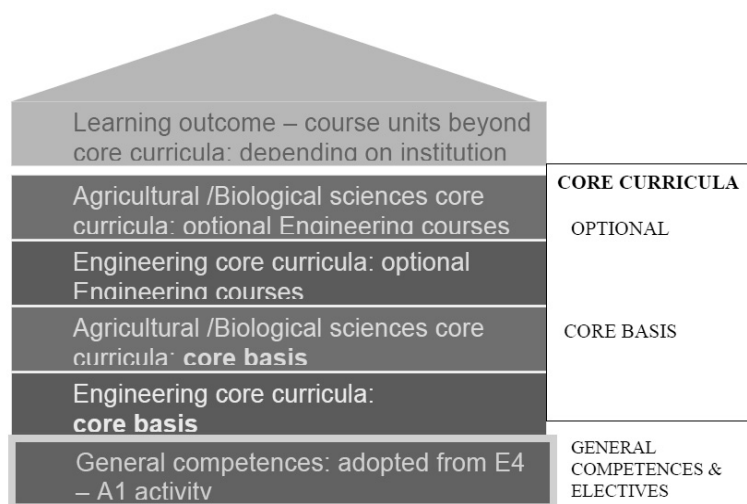 Learning outcome – course units beyond
core curricula: depending on institution
CORE CURRICULA
Agricultural /Biological sciences core
curricula: optional Engineering courses
OPTIONAL
Engineering core curricula: optional
Engineering courses
Agricultural /Biological sciences core
curricula: core basis
CORE BASIS
Engineering core curricula:
core basis
General competences: adopted from E4
– A1 activity
GENERAL
COMPETENCES &
ELECTIVES